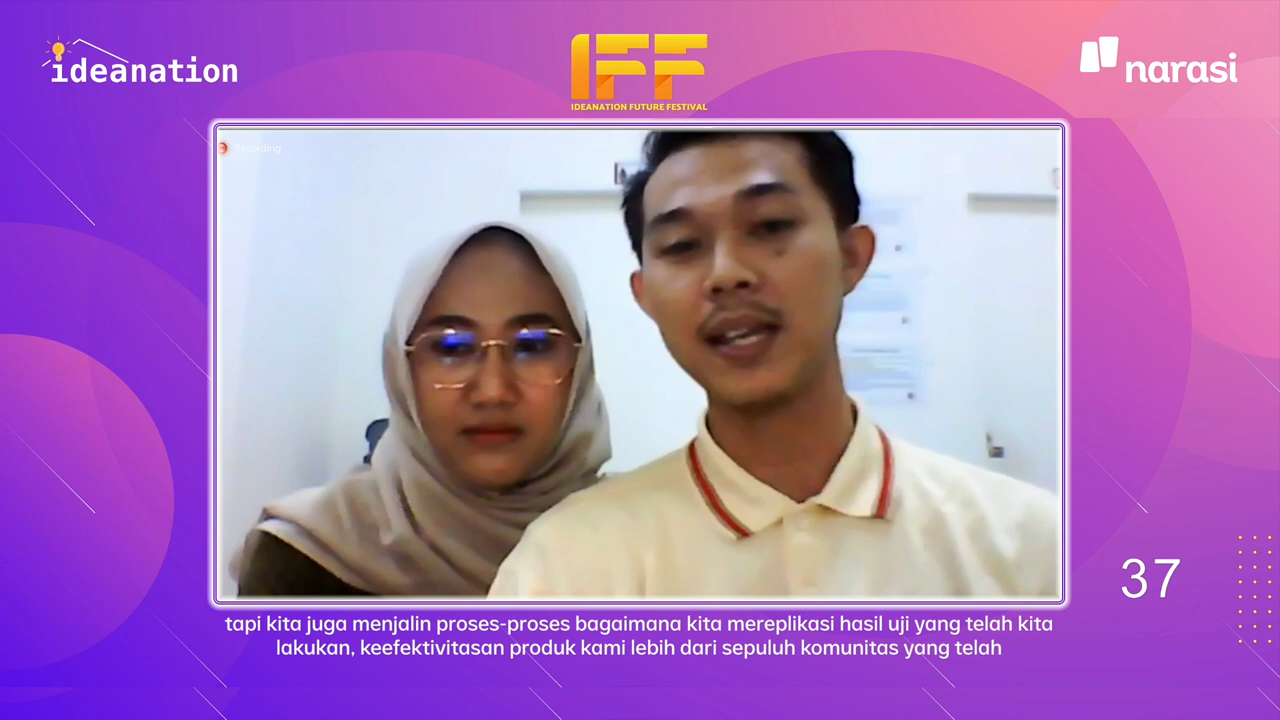 ideanation
IFF
IDEANATION FUTURE FESTIVAL
narasi
Recording
37
tapi kita juga menjalin proses-proses bagaimana kita mereplikasi hasil uji yang telah kita
lakukan, keefektivitasan produk kami lebih dari sepuluh komunitas yang telah